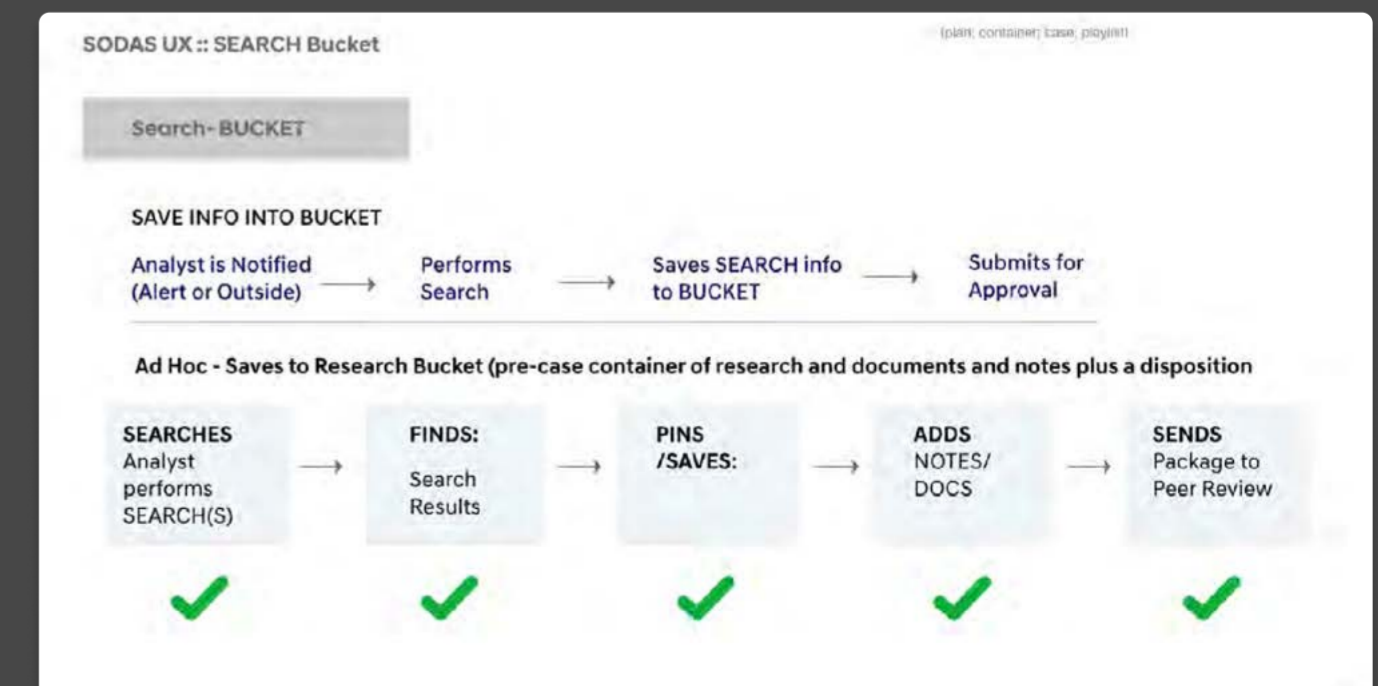 SODAS UX :: SEARCH Bucket
(plan; container; case; playlist)
Search- BUCKET
SAVE INFO INTO BUCKET
Analyst is Notified
(Alert or Outside)
Performs
Search
Saves SEARCH info
to BUCKET
Submits for
Approval
Ad Hoc - Saves to Research Bucket (pre-case container of research and documents and notes plus a disposition
SEARCHES
Analyst
performs
SEARCH(S)
FINDS:
Search
Results
PINS
/SAVES:
ADDS
NOTES/
DOCS
SENDS
Package to
Peer Review